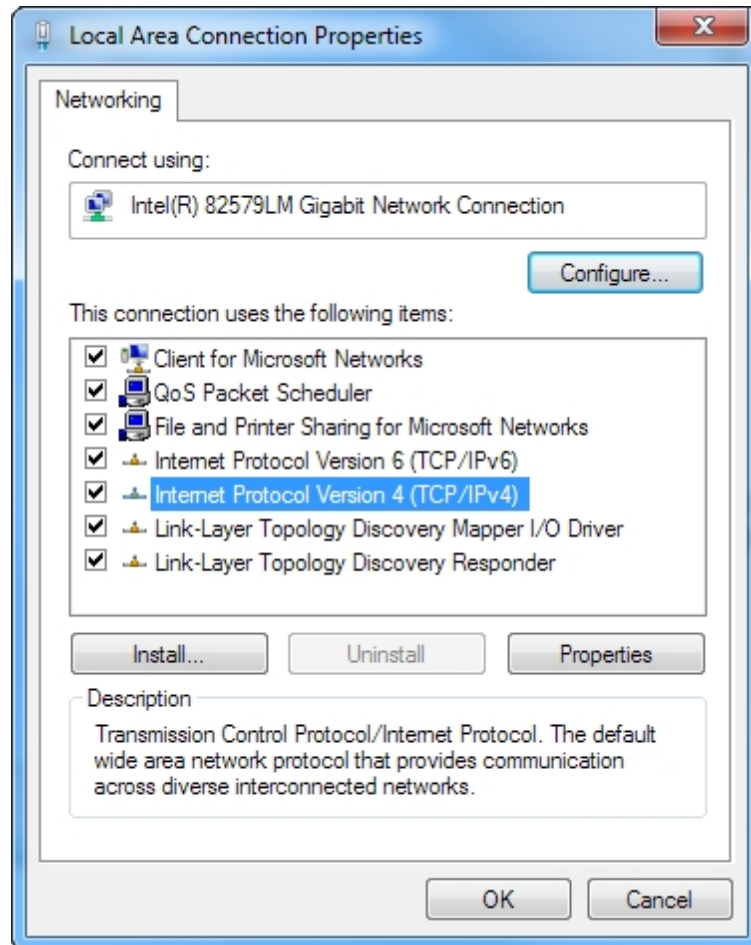 Local Area Connection Properties
Networking
Connect using:
Intel(R) 82579LM Gigabit Network Connection
Configure...
This connection uses the following items:
Client for Microsoft Networks
QoS Packet Scheduler
File and Printer Sharing for Microsoft Networks
Internet Protocol Version 6 (TCP/IPv6)
Internet Protocol Version 4 (TCP/IPv4)
Link-Layer Topology Discovery Mapper I/O Driver
Link-Layer Topology Discovery Responder
Install...
Uninstall
Properties
Description
Transmission Control Protocol/Internet Protocol. The default
wide area network protocol that provides communication
across diverse interconnected networks.
OK
Cancel